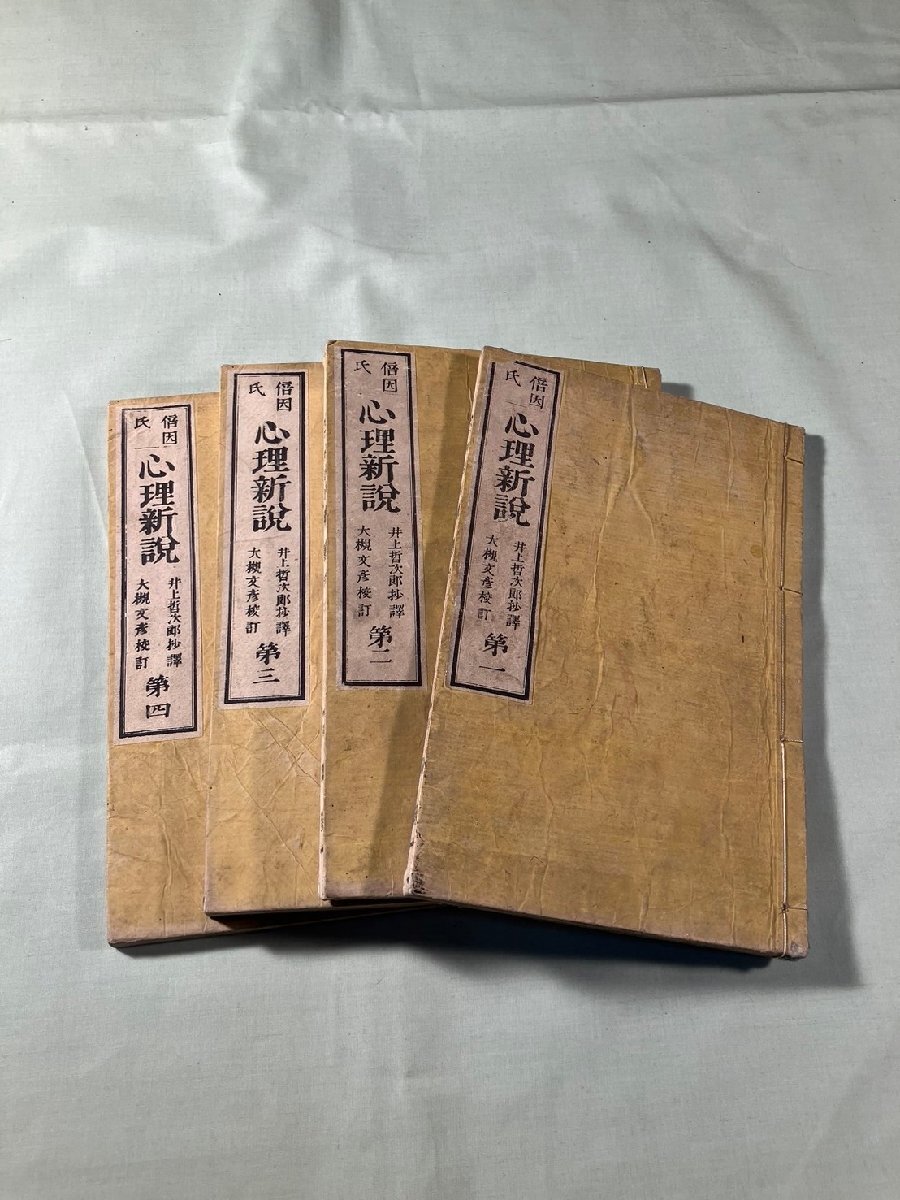 倍因氏
心理新說
井上哲次郎抄譯
大槻文彦校訂
第一
倍因氏
心理新說
井上哲次郎抄譯
大槻文彦校訂
第二
倍因氏
心理新說
井上哲次郎抄譯
大槻文彦校訂
第三
倍因氏
心理新說
井上哲次郎抄譯
大槻文彦校訂
第四